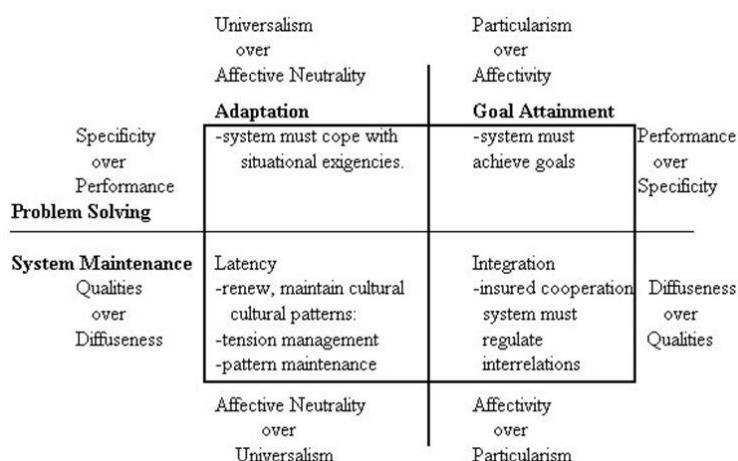 Universalism
over
Affective Neutrality
Particularism
over
Affectivity
Adaptation
Goal Attainment
Specificity
over
Performance
-system must cope with
situational exigencies.
-system must
achieve goals
Performance
over
Specificity
Problem Solving
System Maintenance
Qualities
over
Diffuseness
Latency
-renew, maintain cultural
cultural patterns:
-tension management
-pattern maintenance
Integration
-insured cooperation
system must
regulate
interrelations
Diffuseness
over
Qualities
Affective Neutrality
over
Universalism
Affectivity
over
Particularism